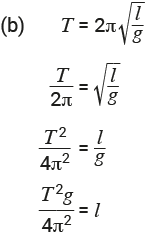 (b) T = 2π√(l/g)
T/2π = √(l/g)
T²/4π² = l/g
T²g/4π² = l